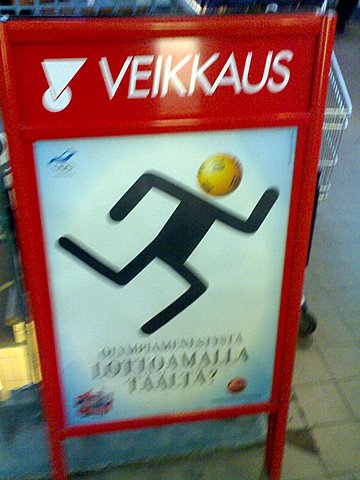 VEIKKAUS
OLYMPIAMENESTYSTÄ
LOTTOAMALLA
TÄÄLTÄ?